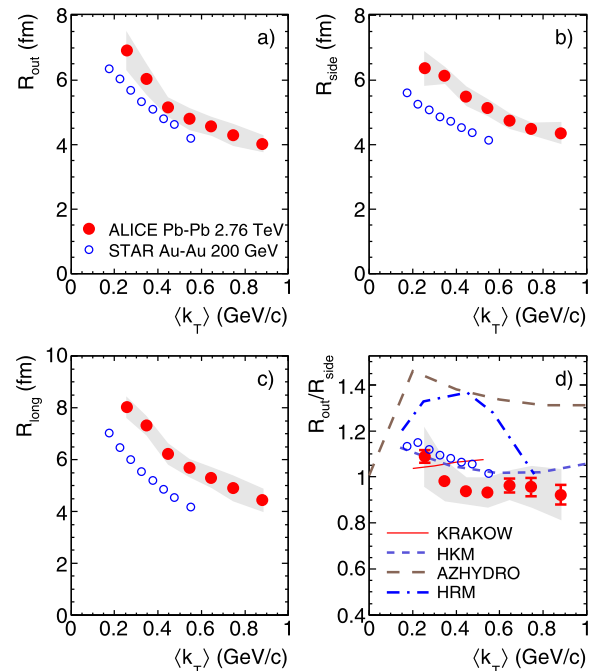 R_out (fm)
8
6
4
2
0
a)
ALICE Pb-Pb 2.76 TeV
STAR Au-Au 200 GeV
0 0.2 0.4 0.6 0.8 1
⟨k_T⟩ (GeV/c)
R_side (fm)
8
6
4
2
0
b)
0 0.2 0.4 0.6 0.8 1
⟨k_T⟩ (GeV/c)
R_long (fm)
10
8
6
4
2
0
c)
0 0.2 0.4 0.6 0.8 1
⟨k_T⟩ (GeV/c)
R_out/R_side
1.4
1.2
1
0.8
0.6
0.4
d)
KRAKOW
HKM
AZHYDRO
HRM
0 0.2 0.4 0.6 0.8 1
⟨k_T⟩ (GeV/c)